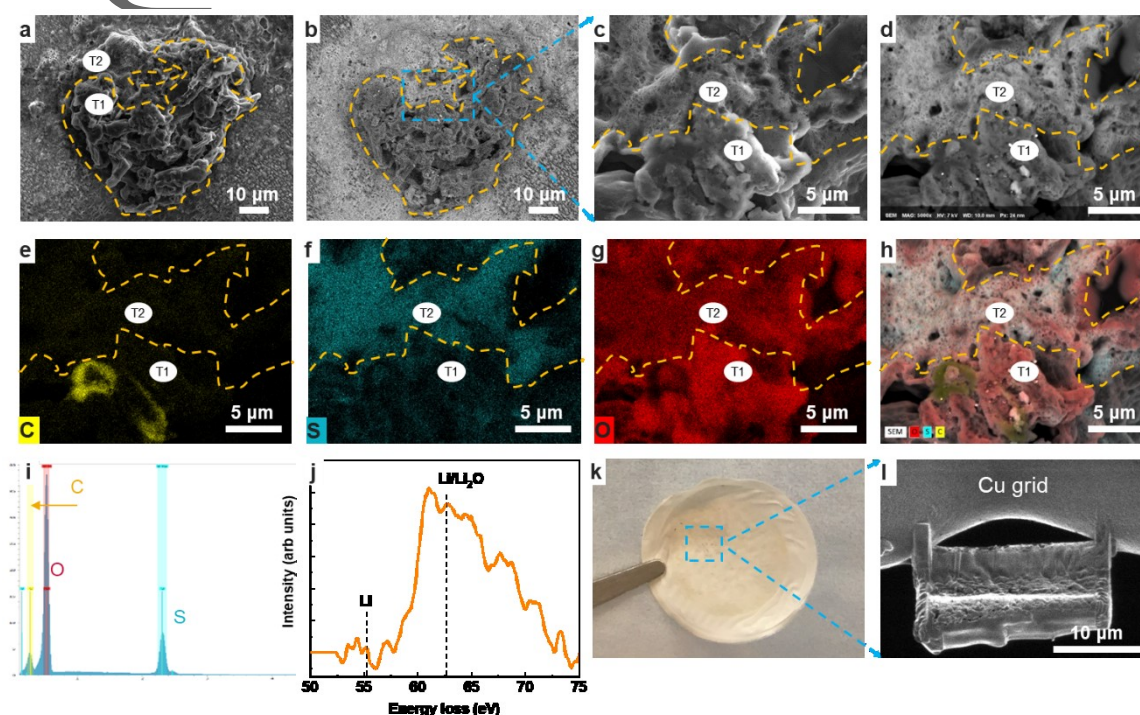 a
T2
T1
10 µm
b
10 µm
c
T2
T1
5 µm
d
T2
T1
5 µm
e
T2
T1
5 µm
C
f
T2
T1
5 µm
S
g
T2
T1
5 µm
O
h
T2
T1
5 µm
SEM S C
i
C
O
S
j
Intensity (arb units)
Li
Li/Li₂O
50 55 60 65 70 75
Energy loss (eV)
k
l
Cu grid
10 µm